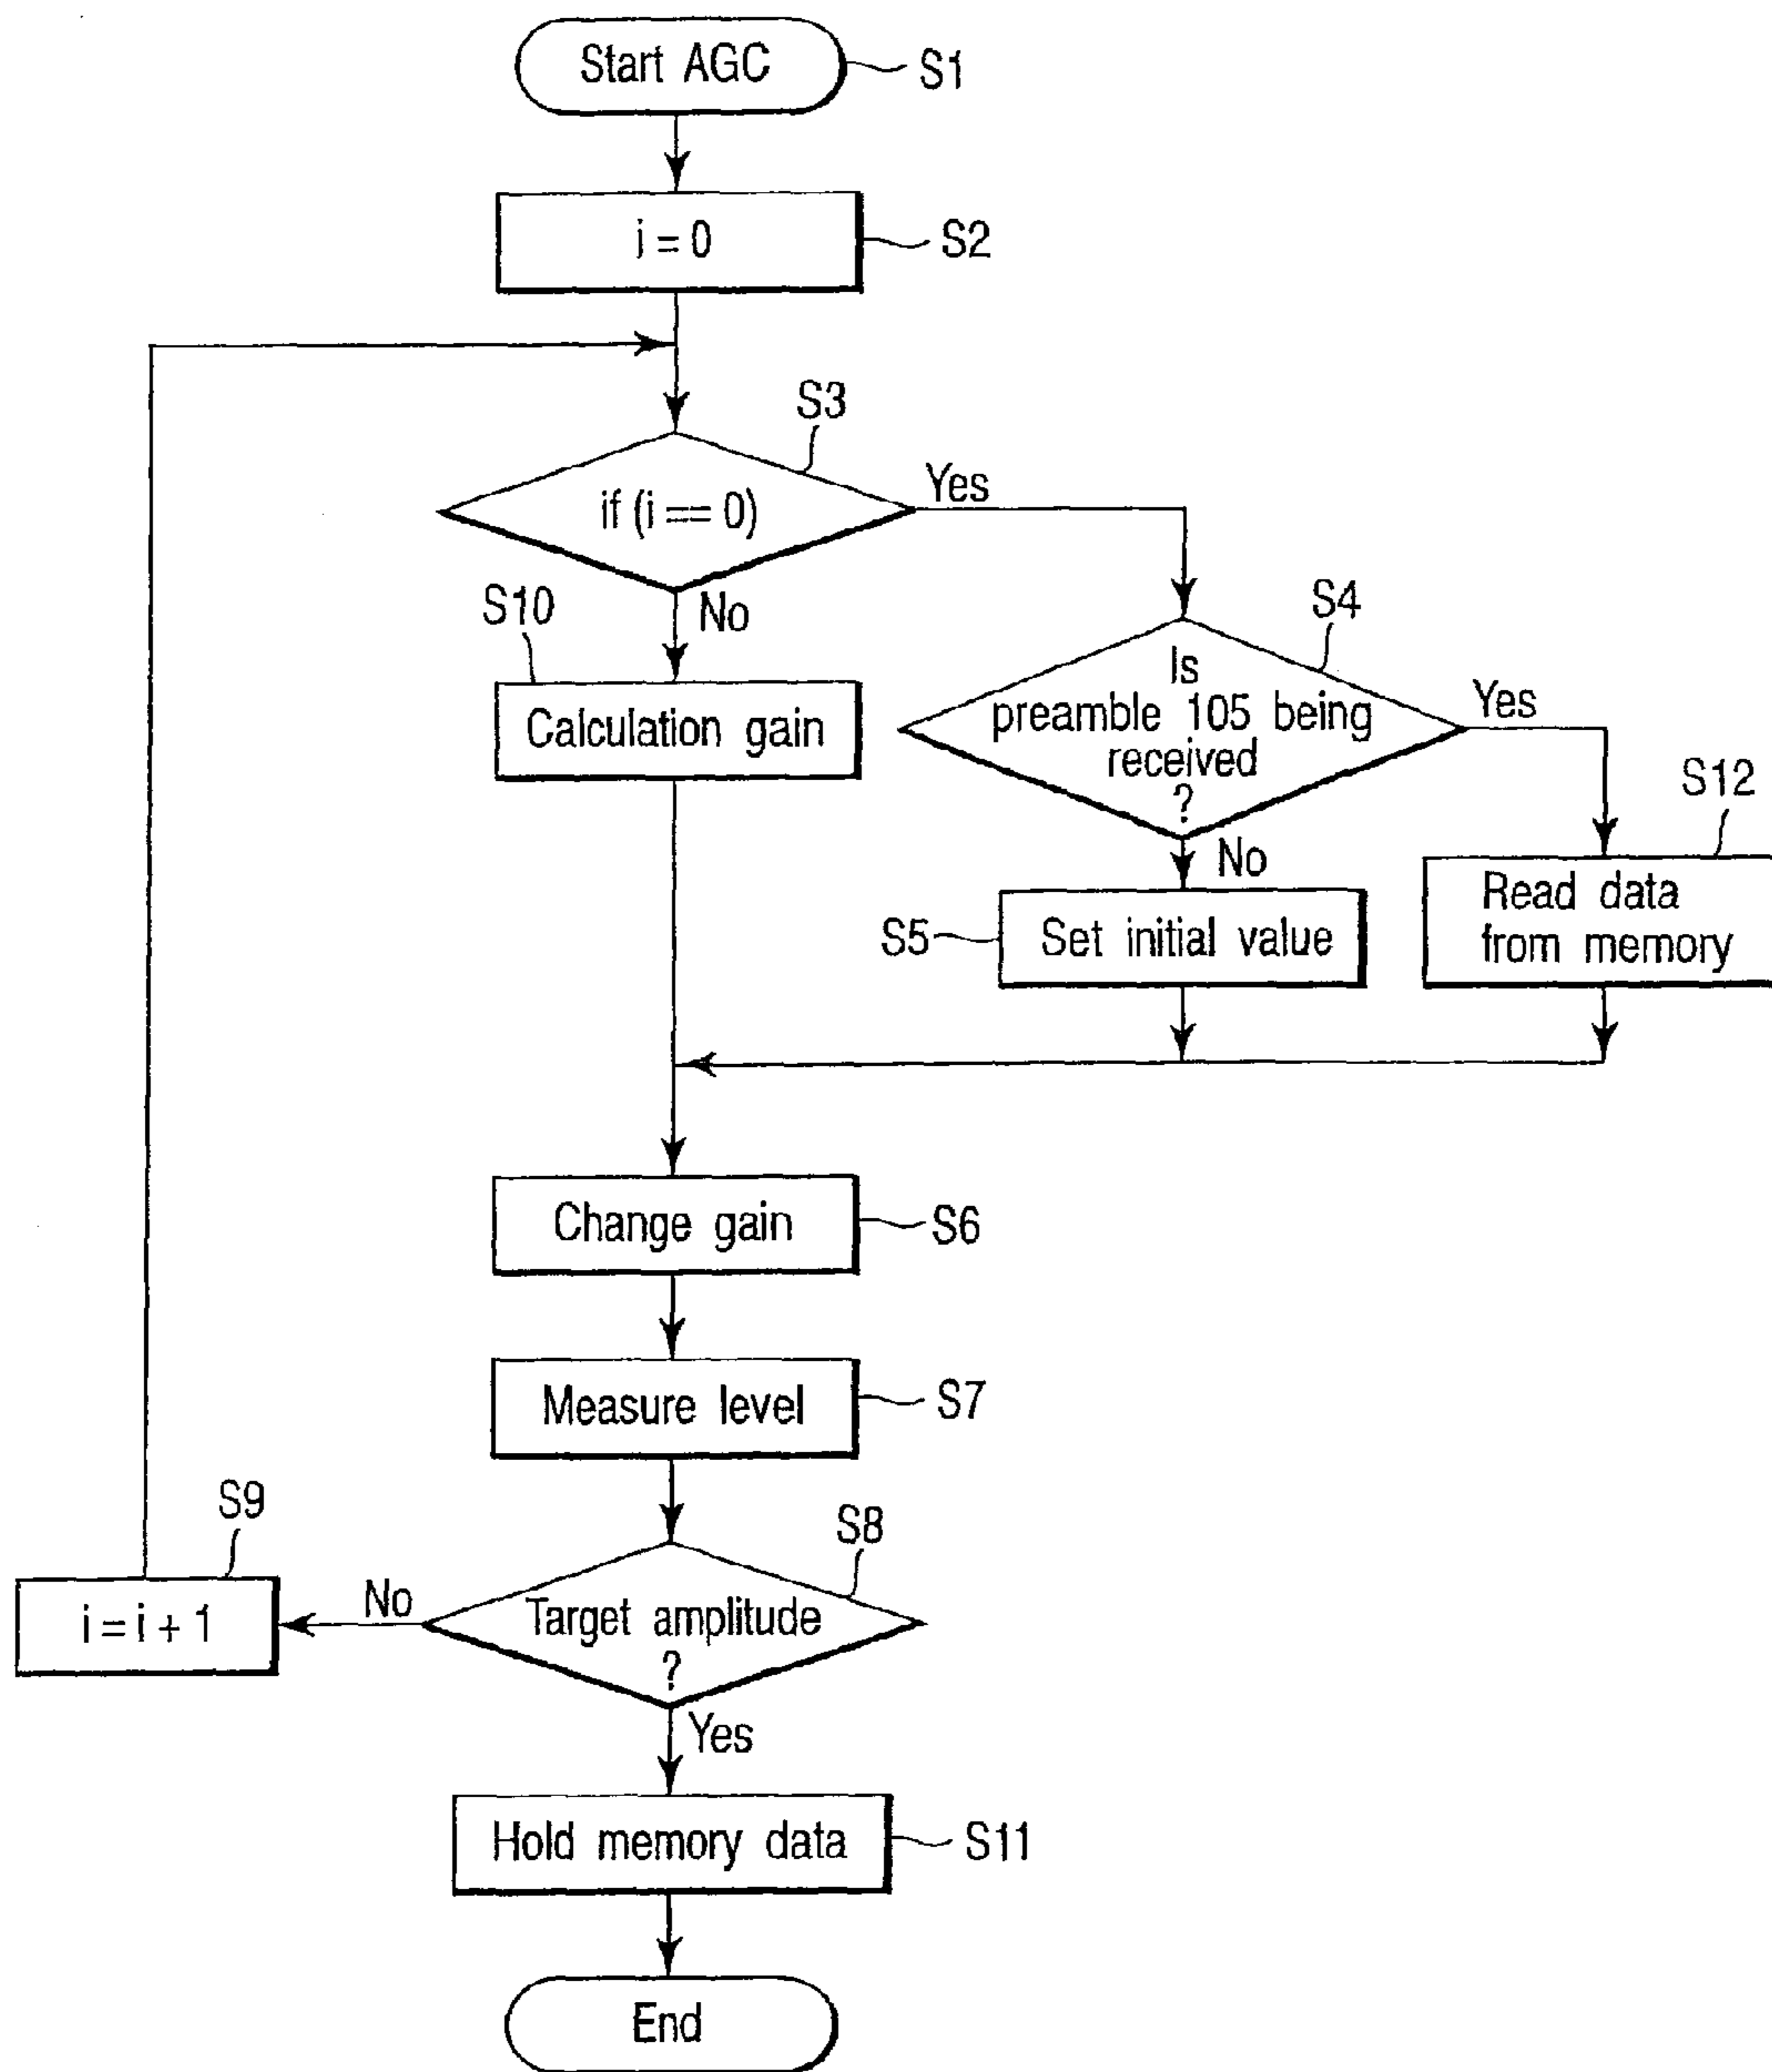 Start AGC
S1
i = 0
S2
S3
if (i == 0)
Yes
No
S10
Calculation gain
S4
Is
preamble 105 being
received
?
Yes
No
S12
Read data
from memory
S5
Set initial value
Change gain
S6
Measure level
S7
S8
Target amplitude
?
No
S9
i = i + 1
Yes
Hold memory data
S11
End